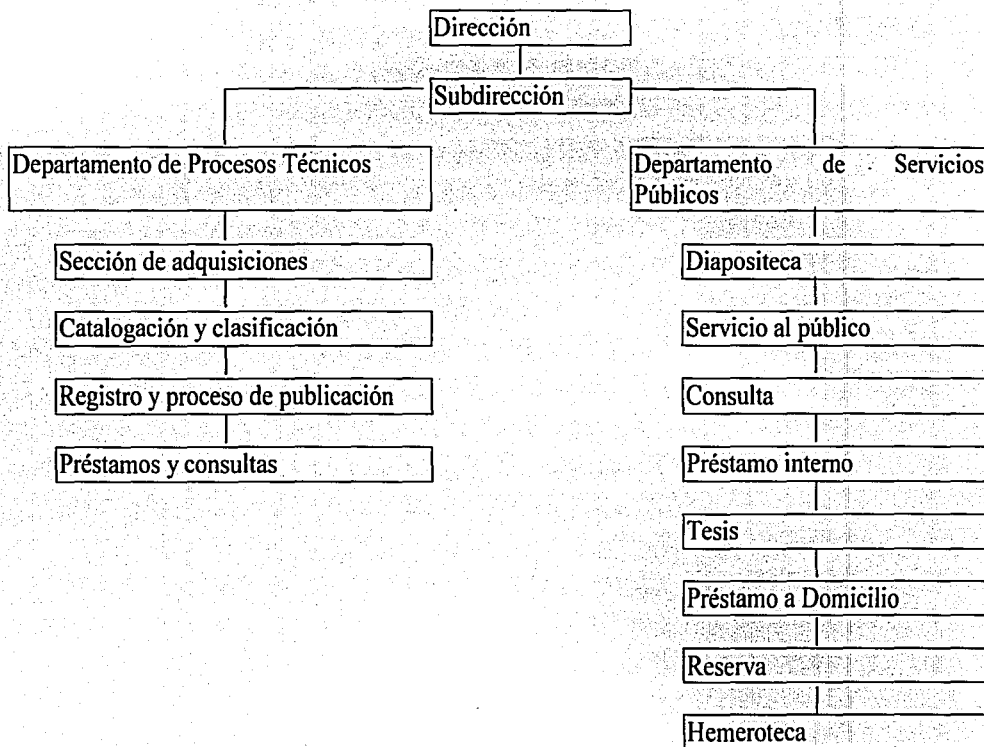 Dirección
Subdirección
Departamento de Procesos Técnicos
Sección de adquisiciones
Catalogación y clasificación
Registro y proceso de publicación
Préstamos y consultas
Departamento de Servicios
Públicos
Diapositeca
Servicio al público
Consulta
Préstamo interno
Tesis
Préstamo a Domicilio
Reserva
Hemeroteca